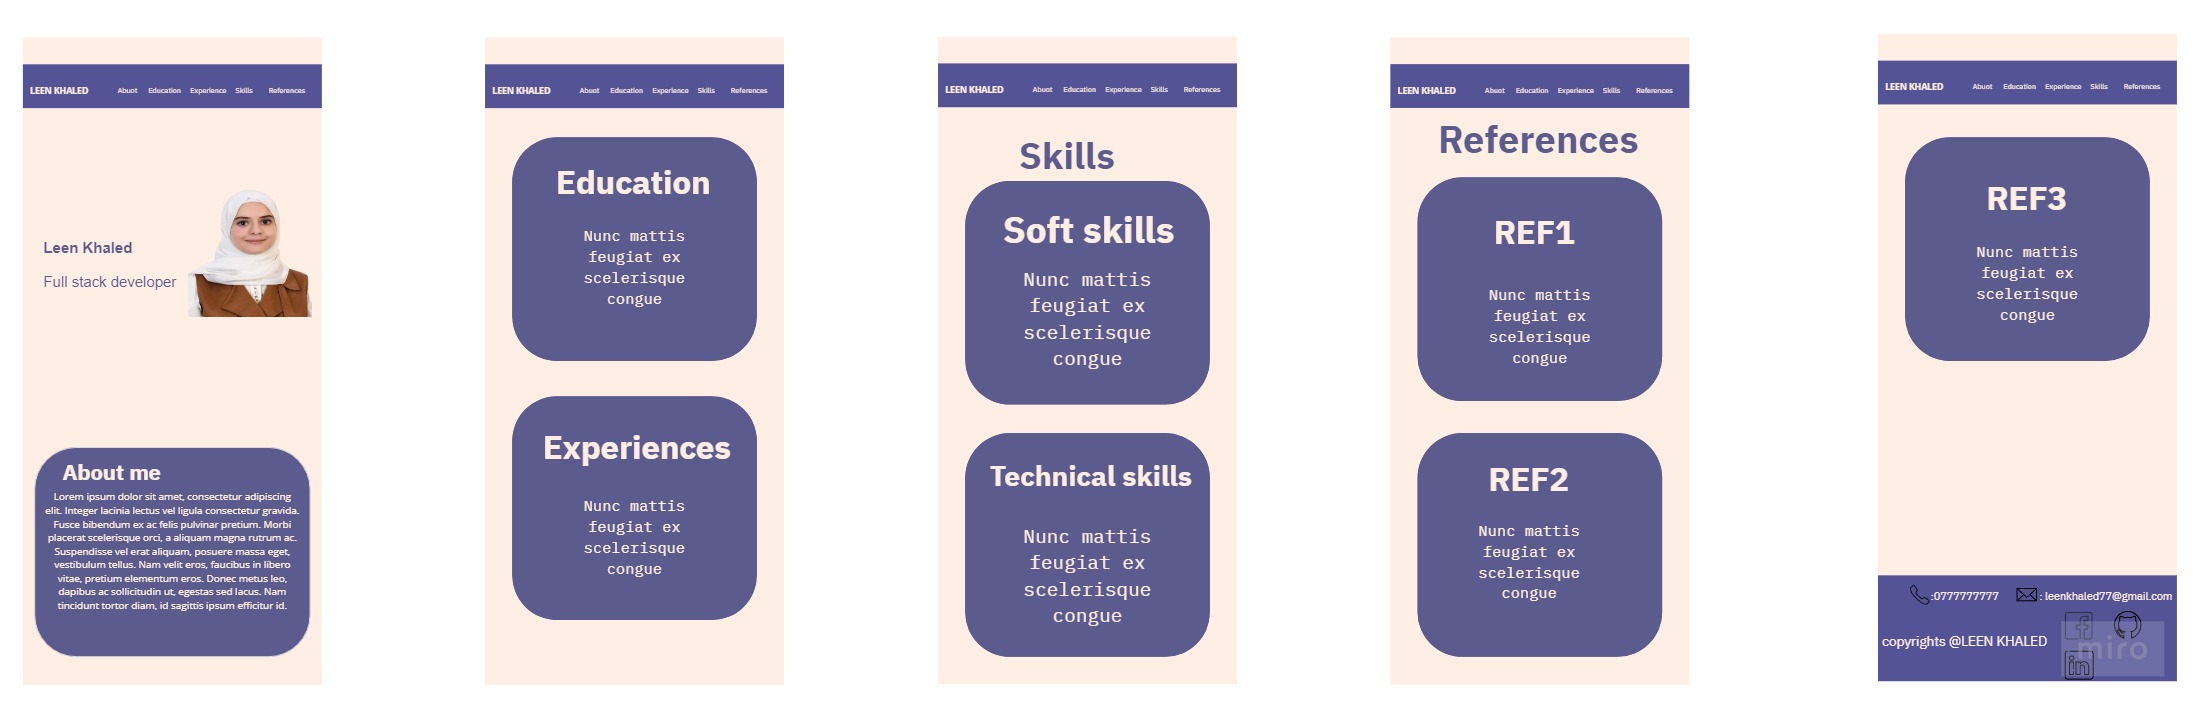 LEEN KHALED Abuot Education Experience Skills References
Leen Khaled
Full stack developer
About me
Lorem ipsum dolor sit amet, consectetur adipiscing
elit. Integer lacinia lectus vel ligula consectetur gravida.
Fusce bibendum ex ac felis pulvinar pretium. Morbi
placerat scelerisque orci, a aliquam magna rutrum ac.
Suspendisse vel erat aliquam, posuere massa eget,
vestibulum tellus. Nam velit eros, faucibus in libero
vitae, pretium elementum eros. Donec metus leo,
dapibus ac sollicitudin ut, egestas sed lacus. Nam
tincidunt tortor diam, id sagittis ipsum efficitur id.
LEEN KHALED Abuot Education Experience Skills References
Education
Nunc mattis
feugiat ex
scelerisque
congue
Experiences
Nunc mattis
feugiat ex
scelerisque
congue
LEEN KHALED Abuot Education Experience Skills References
Skills
Soft skills
Nunc mattis
feugiat ex
scelerisque
congue
Technical skills
Nunc mattis
feugiat ex
scelerisque
congue
LEEN KHALED Abuot Education Experience Skills References
References
REF1
Nunc mattis
feugiat ex
scelerisque
congue
REF2
Nunc mattis
feugiat ex
scelerisque
congue
LEEN KHALED Abuot Education Experience Skills References
REF3
Nunc mattis
feugiat ex
scelerisque
congue
:0777777777 : leenkhaled77@gmail.com
copyrights @LEEN KHALED
f
miro
in